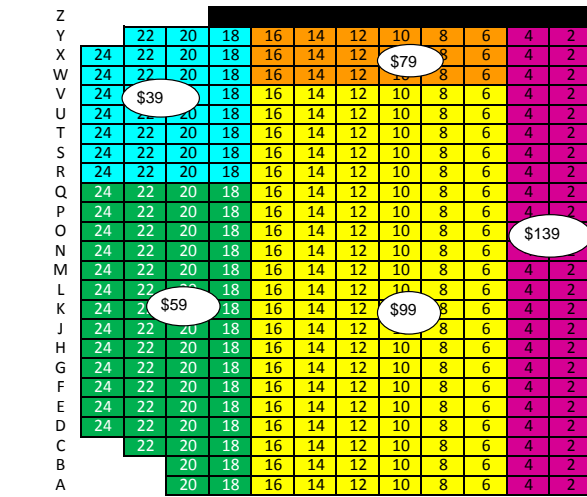 Z
Y 22 20 18 16 14 12 10 8 6 4 2
X 24 22 20 18 16 14 12 $79 8 6 4 2
W 24 22 20 18 16 14 12 10 8 6 4 2
V 24 $39 18 16 14 12 10 8 6 4 2
U 24 22 20 18 16 14 12 10 8 6 4 2
T 24 22 20 18 16 14 12 10 8 6 4 2
S 24 22 20 18 16 14 12 10 8 6 4 2
R 24 22 20 18 16 14 12 10 8 6 4 2
Q 24 22 20 18 16 14 12 10 8 6 4 2
P 24 22 20 18 16 14 12 10 8 6 4 2
O 24 22 20 18 16 14 12 10 8 6 $139
N 24 22 20 18 16 14 12 10 8 6
M 24 22 20 18 16 14 12 10 8 6 4 2
L 24 22 18 16 14 12 10 8 6 4 2
K 24 $59 18 16 14 12 $99 8 6 4 2
J 24 22 20 18 16 14 12 8 6 4 2
H 24 22 20 18 16 14 12 10 8 6 4 2
G 24 22 20 18 16 14 12 10 8 6 4 2
F 24 22 20 18 16 14 12 10 8 6 4 2
E 24 22 20 18 16 14 12 10 8 6 4 2
D 24 22 20 18 16 14 12 10 8 6 4 2
C 22 20 18 16 14 12 10 8 6 4 2
B 20 18 16 14 12 10 8 6 4 2
A 20 18 16 14 12 10 8 6 4 2